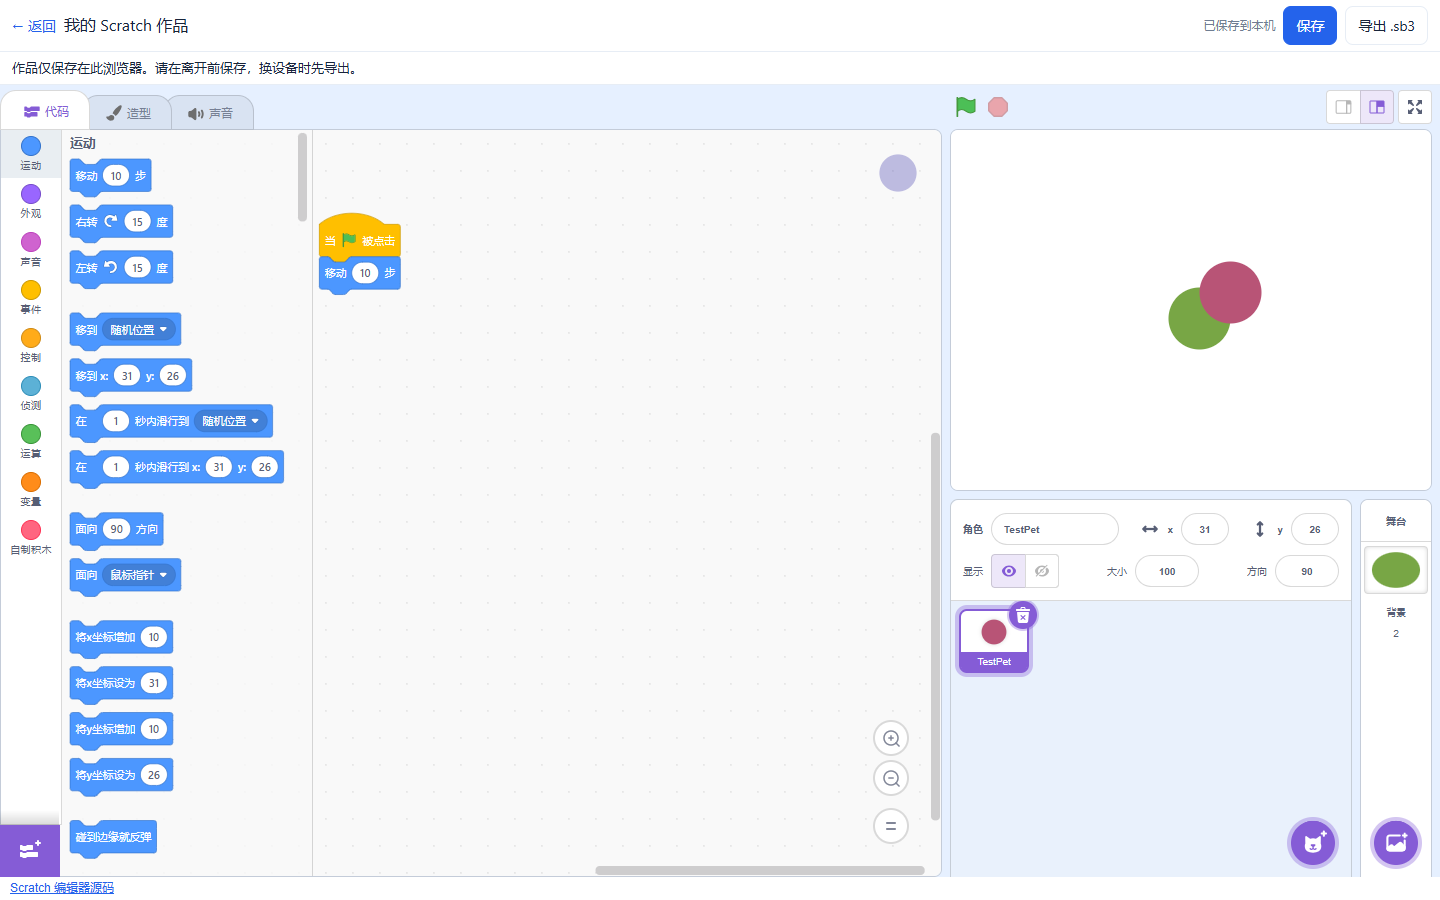 ← 返回 我的 Scratch 作品
已保存到本机 保存 导出 .sb3
作品仅保存在此浏览器。请在离开前保存，换设备时先导出。
代码 造型 声音
运动
外观
声音
事件
控制
侦测
运算
变量
自制积木
运动
移动 10 步
右转 15 度
左转 15 度
移到 随机位置
移到 x: 31 y: 26
在 1 秒内滑行到 随机位置
在 1 秒内滑行到 x: 31 y: 26
面向 90 方向
面向 鼠标指针
将x坐标增加 10
将x坐标设为 31
将y坐标增加 10
将y坐标设为 26
碰到边缘就反弹
当 被点击
移动 10 步
角色 TestPet x 31 y 26
显示 大小 100 方向 90
TestPet
舞台
背景
2
Scratch 编辑器源码